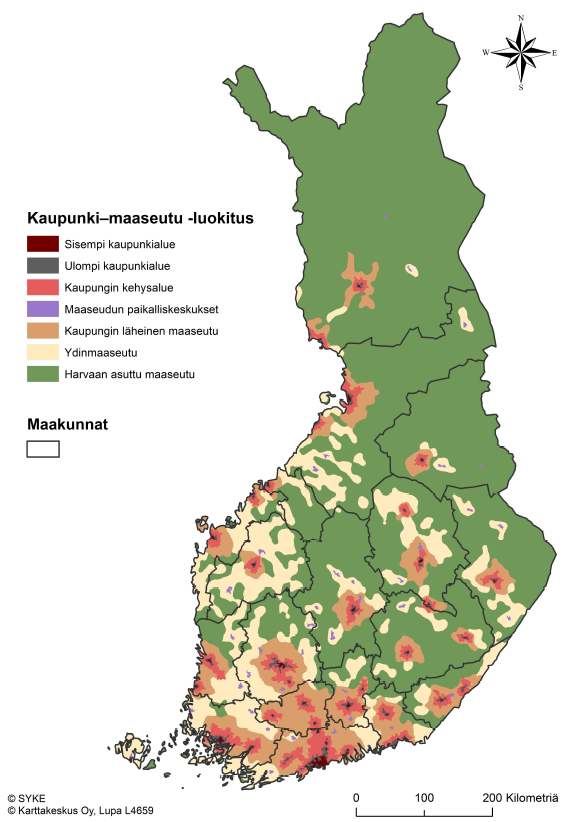 N
W E
S
Kaupunki–maaseutu -luokitus
Sisempi kaupunkialue
Ulompi kaupunkialue
Kaupungin kehysalue
Maaseudun paikalliskeskukset
Kaupungin läheinen maaseutu
Ydinmaaseutu
Harvaan asuttu maaseutu
Maakunnat
© SYKE
© Karttakeskus Oy, Lupa L4659
0 100 200 Kilometriä